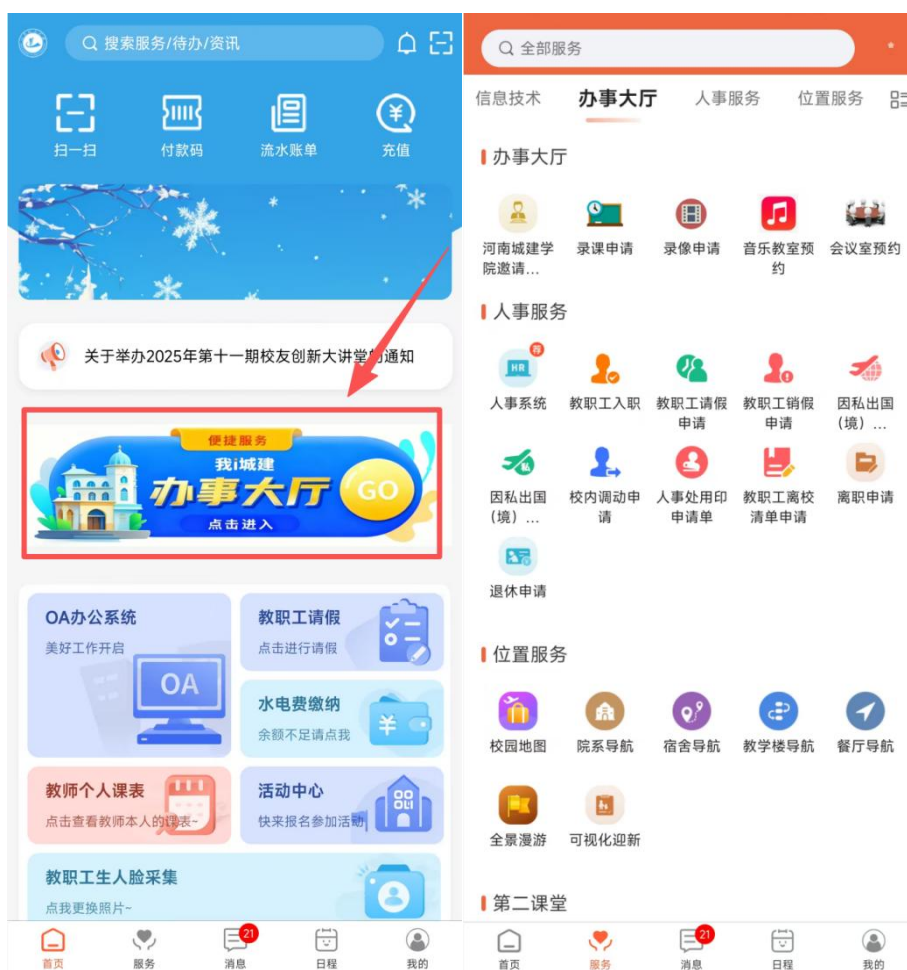 搜索服务/待办/资讯
扫一扫
付款码
流水账单
充值
关于举办2025年第十一期校友创新大讲堂的通知
便捷服务
我i城建
办事大厅
GO
点击进入
OA办公系统
美好工作开启
OA
教职工请假
点击进行请假
水电费缴纳
余额不足请点我
教师个人课表
点击查看教师本人的课表~
活动中心
快来报名参加活动
教职工生人脸采集
点我更换照片~
首页
服务
21
消息
日程
我的
全部服务
信息技术
办事大厅
人事服务
位置服务
办事大厅
河南城建学
院邀请...
录课申请
录像申请
音乐教室预
约
会议室预约
人事服务
HR
荐
人事系统
教职工入职
教职工请假
申请
教职工销假
申请
因私出国
(境) ...
私
因私出国
(境) ...
校内调动申
请
人事处用印
申请单
教职工离校
清单申请
离职申请
退休申请
位置服务
校园地图
院系导航
宿舍导航
教学楼导航
餐厅导航
全景漫游
可视化迎新
第二课堂
首页
服务
21
消息
日程
我的